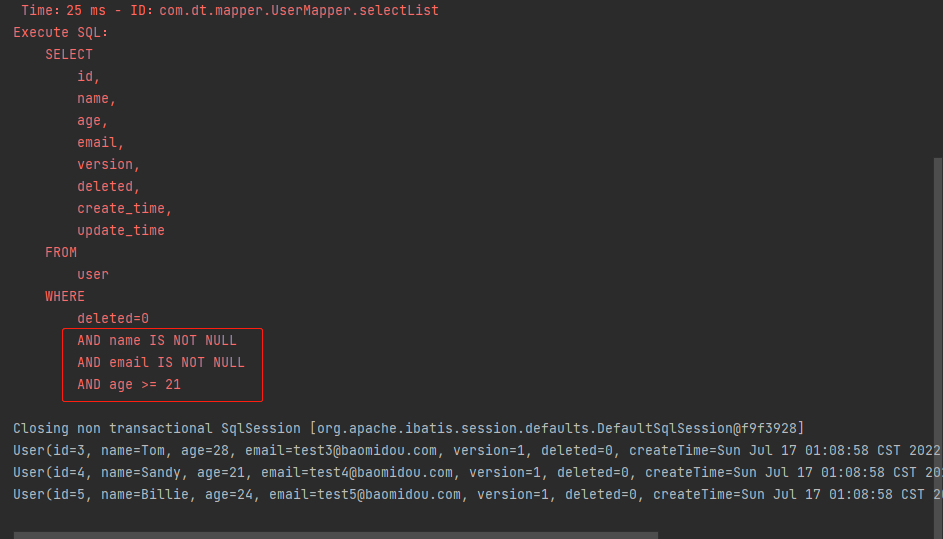 Time：25 ms - ID：com.dt.mapper.UserMapper.selectList
Execute SQL：
SELECT
id,
name,
age,
email,
version,
deleted,
create_time,
update_time
FROM
user
WHERE
deleted=0
AND name IS NOT NULL
AND email IS NOT NULL
AND age >= 21
Closing non transactional SqlSession [org.apache.ibatis.session.defaults.DefaultSqlSession@f9f3928]
User(id=3, name=Tom, age=28, email=test3@baomidou.com, version=1, deleted=0, createTime=Sun Jul 17 01:08:58 CST 2022
User(id=4, name=Sandy, age=21, email=test4@baomidou.com, version=1, deleted=0, createTime=Sun Jul 17 01:08:58 CST 20
User(id=5, name=Billie, age=24, email=test5@baomidou.com, version=1, deleted=0, createTime=Sun Jul 17 01:08:58 CST 2